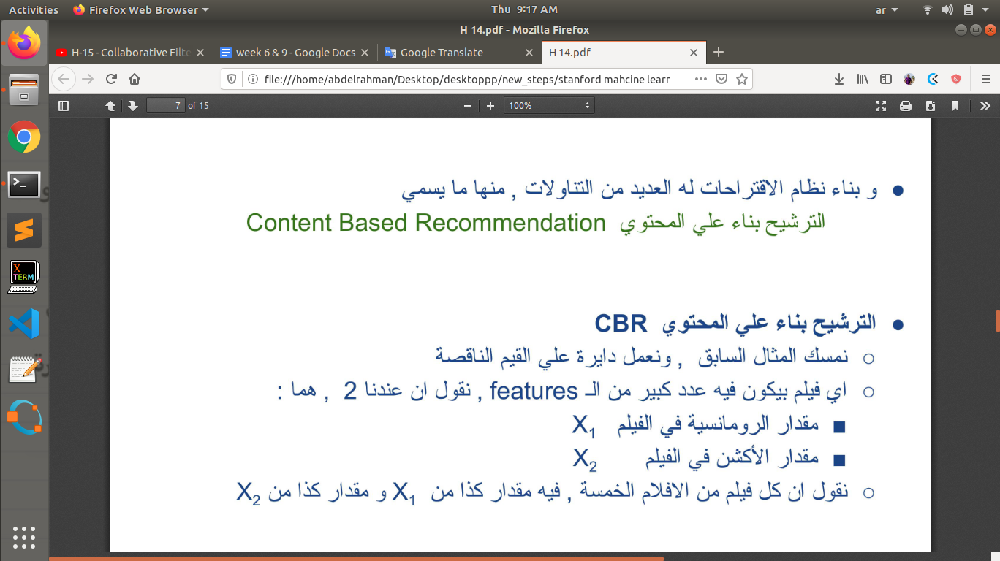 Activities Firefox Web Browser Thu 9:17 AM ar
H 14.pdf - Mozilla Firefox
H-15 - Collaborative Filte week 6 & 9 - Google Docs Google Translate H 14.pdf
file:///home/abdelrahman/Desktop/desktoppp/new_steps/stanford mahcine learr
7 of 15 100%
● و بناء نظام الاقتراحات له العديد من التناولات , منها ما يسمي
الترشيح بناء علي المحتوي Content Based Recommendation
● الترشيح بناء علي المحتوي CBR
○ نمسك المثال السابق , ونعمل دايرة علي القيم الناقصة
○ اي فيلم بيكون فيه عدد كبير من الـ features , نقول ان عندنا 2 , هما :
■ مقدار الرومانسية في الفيلم X1
■ مقدار الأكشن في الفيلم X2
○ نقول ان كل فيلم من الافلام الخمسة , فيه مقدار كذا من X1 و مقدار كذا من X2
X
TERM